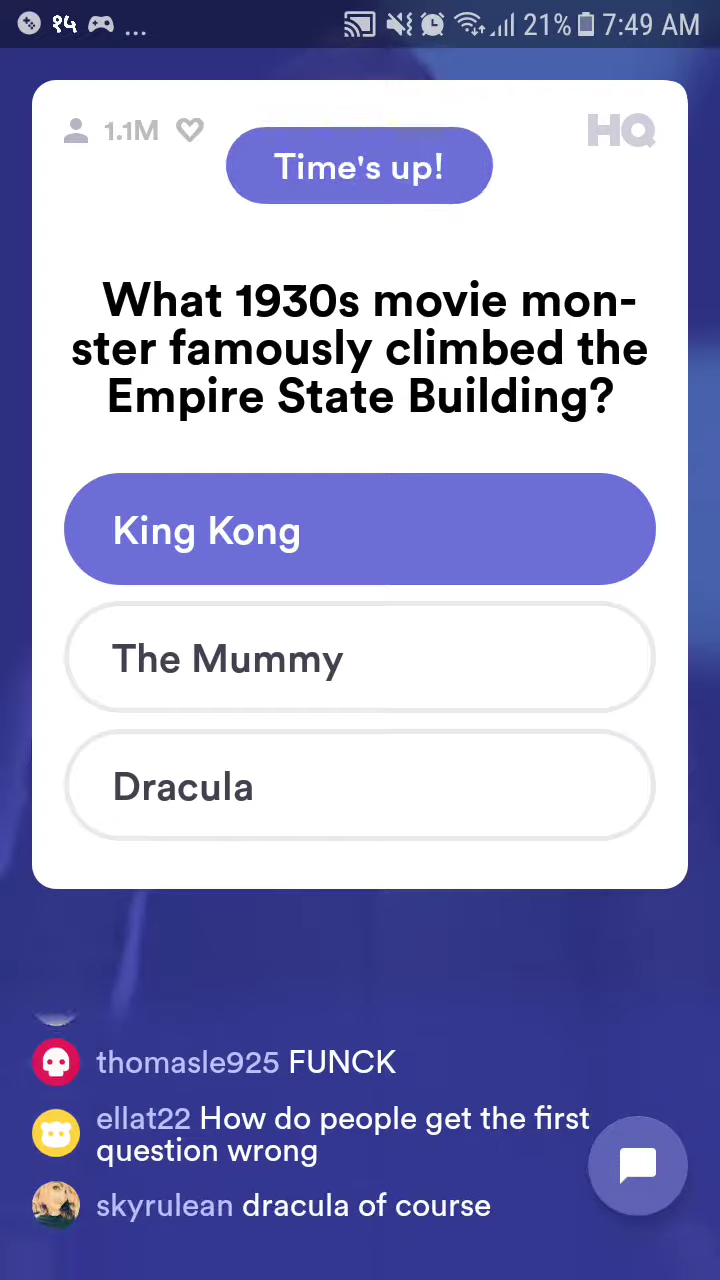 १५ ... 21% 7:49 AM
1.1M HQ
Time's up!
What 1930s movie mon-
ster famously climbed the
Empire State Building?
King Kong
The Mummy
Dracula
thomasle925 FUNCK
ellat22 How do people get the first
question wrong
skyrulean dracula of course